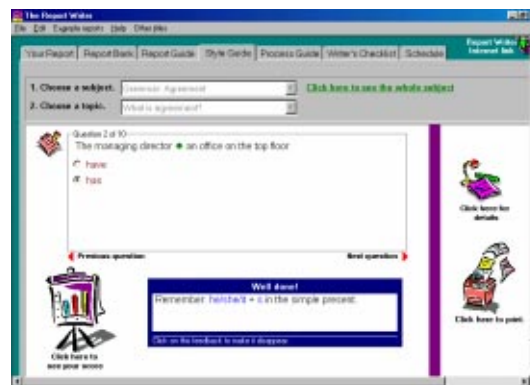 The Report Writer
File Edit Example reports Help Other files
Your Report Report Bank Report Guide Style Guide Process Guide Writer's Checklist Schedule
Report Writer
Internet link
1. Choose a subject. Grammar: Agreement
Click here to see the whole subject
2. Choose a topic. What is agreement?
Question 2 of 10
The managing director ● an office on the top floor
have
has
Previous question
Next question
Click here for
details
Well done!
Remember: he/she/it + s in the simple present.
Click on the feedback to make it disappear
Click here to
see your score
Click here to print